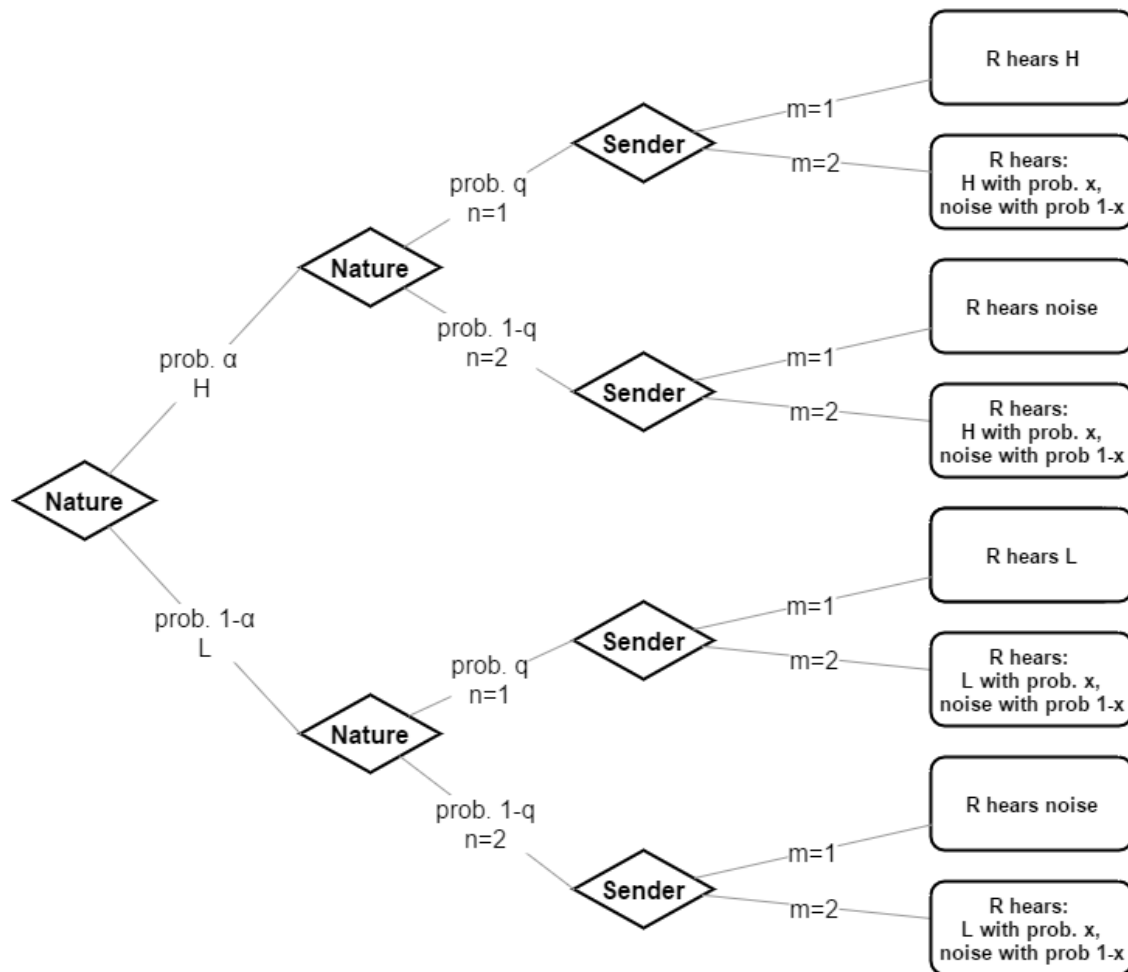 R hears H
m=1
Sender
m=2
R hears:
H with prob. x,
noise with prob 1-x
prob. q
n=1
Nature
R hears noise
prob. 1-q
n=2
m=1
Sender
m=2
R hears:
H with prob. x,
noise with prob 1-x
prob. α
H
Nature
R hears L
m=1
Sender
m=2
R hears:
L with prob. x,
noise with prob 1-x
prob. 1-α
L
prob. q
n=1
Nature
R hears noise
prob. 1-q
n=2
m=1
Sender
m=2
R hears:
L with prob. x,
noise with prob 1-x